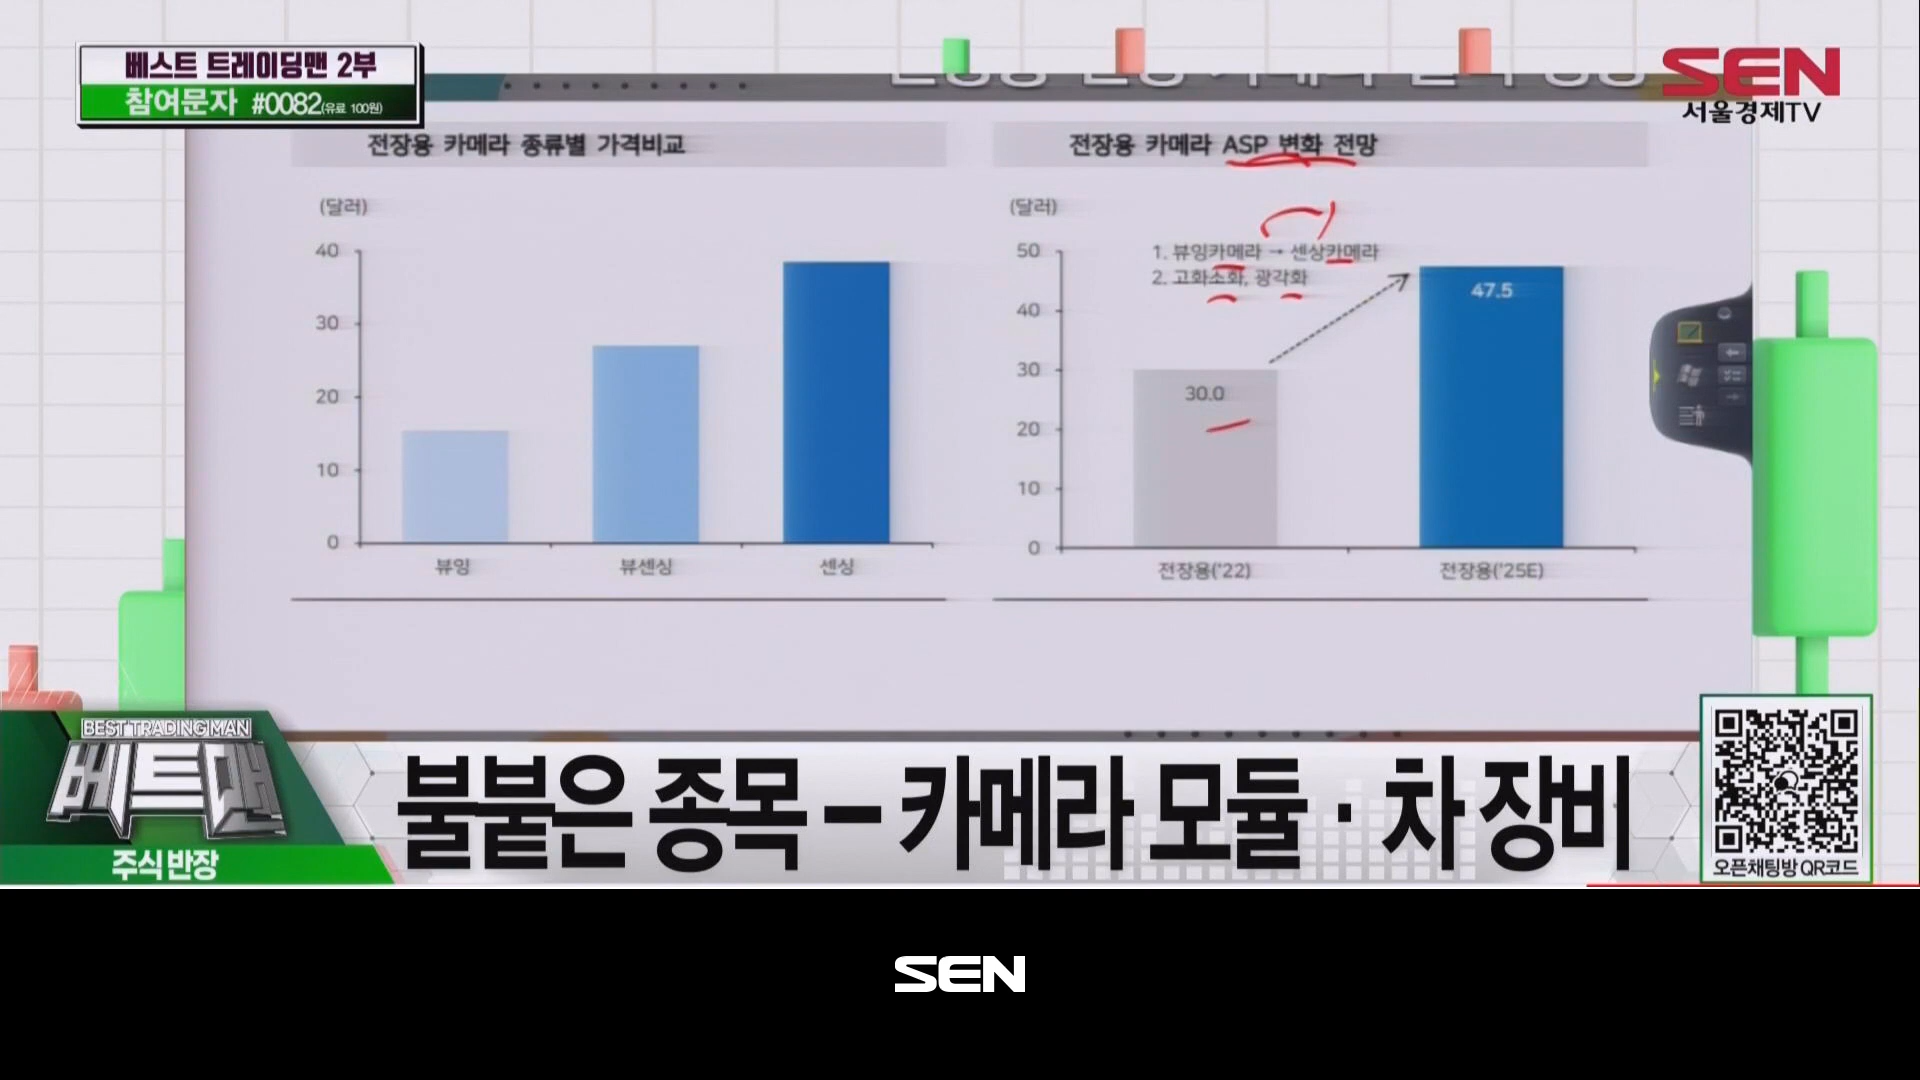 베스트 트레이딩맨 2부
참여문자 #0082(유료 100원)
SEN
서울경제TV
전장용 카메라 종류별 가격비교
(달러)
40
30
20
10
0
뷰잉
뷰센싱
센싱
전장용 카메라 ASP 변화 전망
(달러)
1. 뷰잉카메라 → 센상카메라
2. 고화소화, 광각화
50
40
30
20
10
0
30.0
47.5
전장용('22)
전장용('25E)
BEST TRADING MAN
베트맨
주식 반장
불붙은 종목 – 카메라 모듈 · 차 장비
오픈채팅방 QR코드
SEN